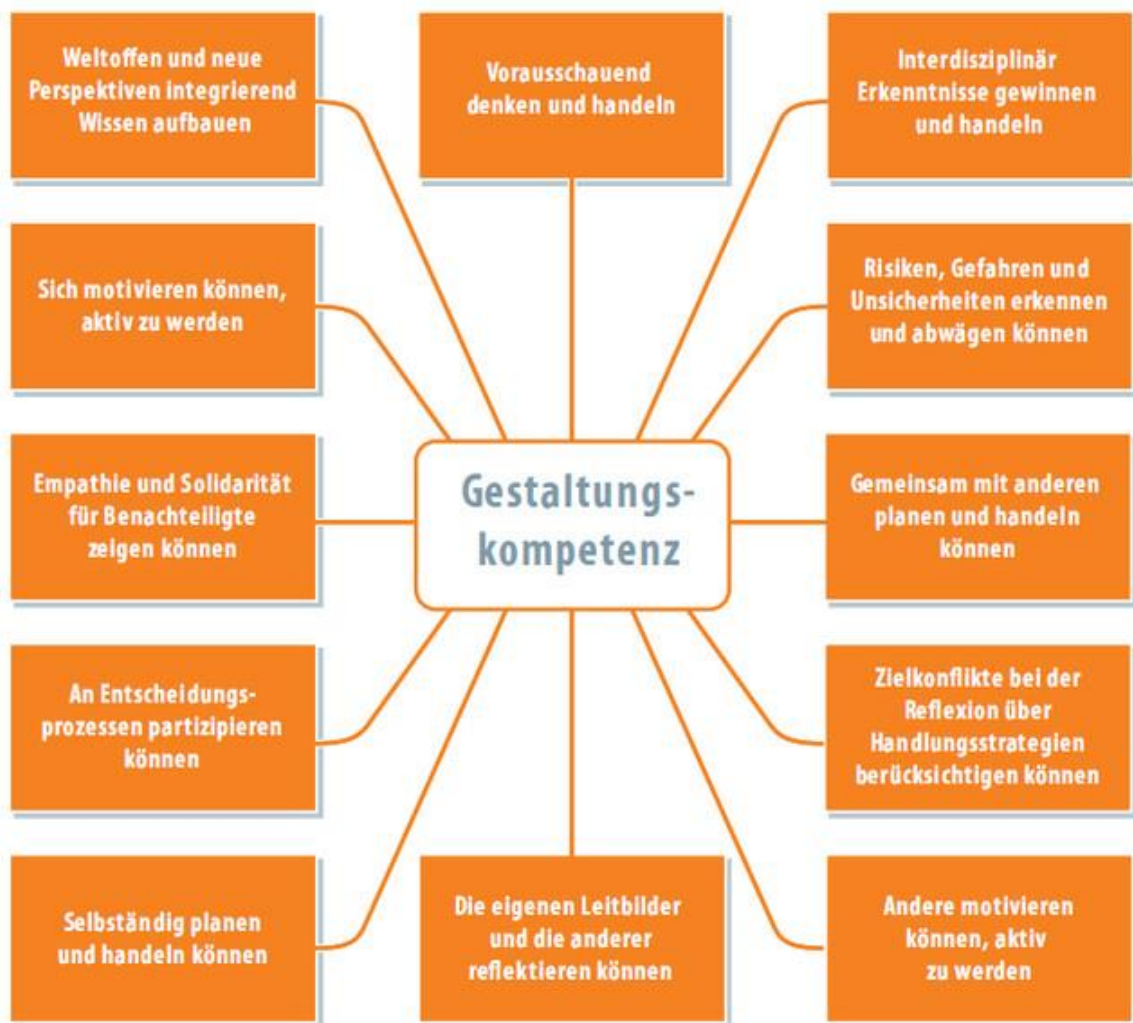 Weltoffen und neue
Perspektiven integrierend
Wissen aufbauen
Vorausschauend
denken und handeln
Interdisziplinär
Erkenntnisse gewinnen
und handeln
Sich motivieren können,
aktiv zu werden
Risiken, Gefahren und
Unsicherheiten erkennen
und abwägen können
Empathie und Solidarität
für Benachteiligte
zeigen können
Gestaltungs-
kompetenz
Gemeinsam mit anderen
planen und handeln
können
An Entscheidungs-
prozessen partizipieren
können
Zielkonflikte bei der
Reflexion über
Handlungsstrategien
berücksichtigen können
Selbständig planen
und handeln können
Die eigenen Leitbilder
und die anderer
reflektieren können
Andere motivieren
können, aktiv
zu werden